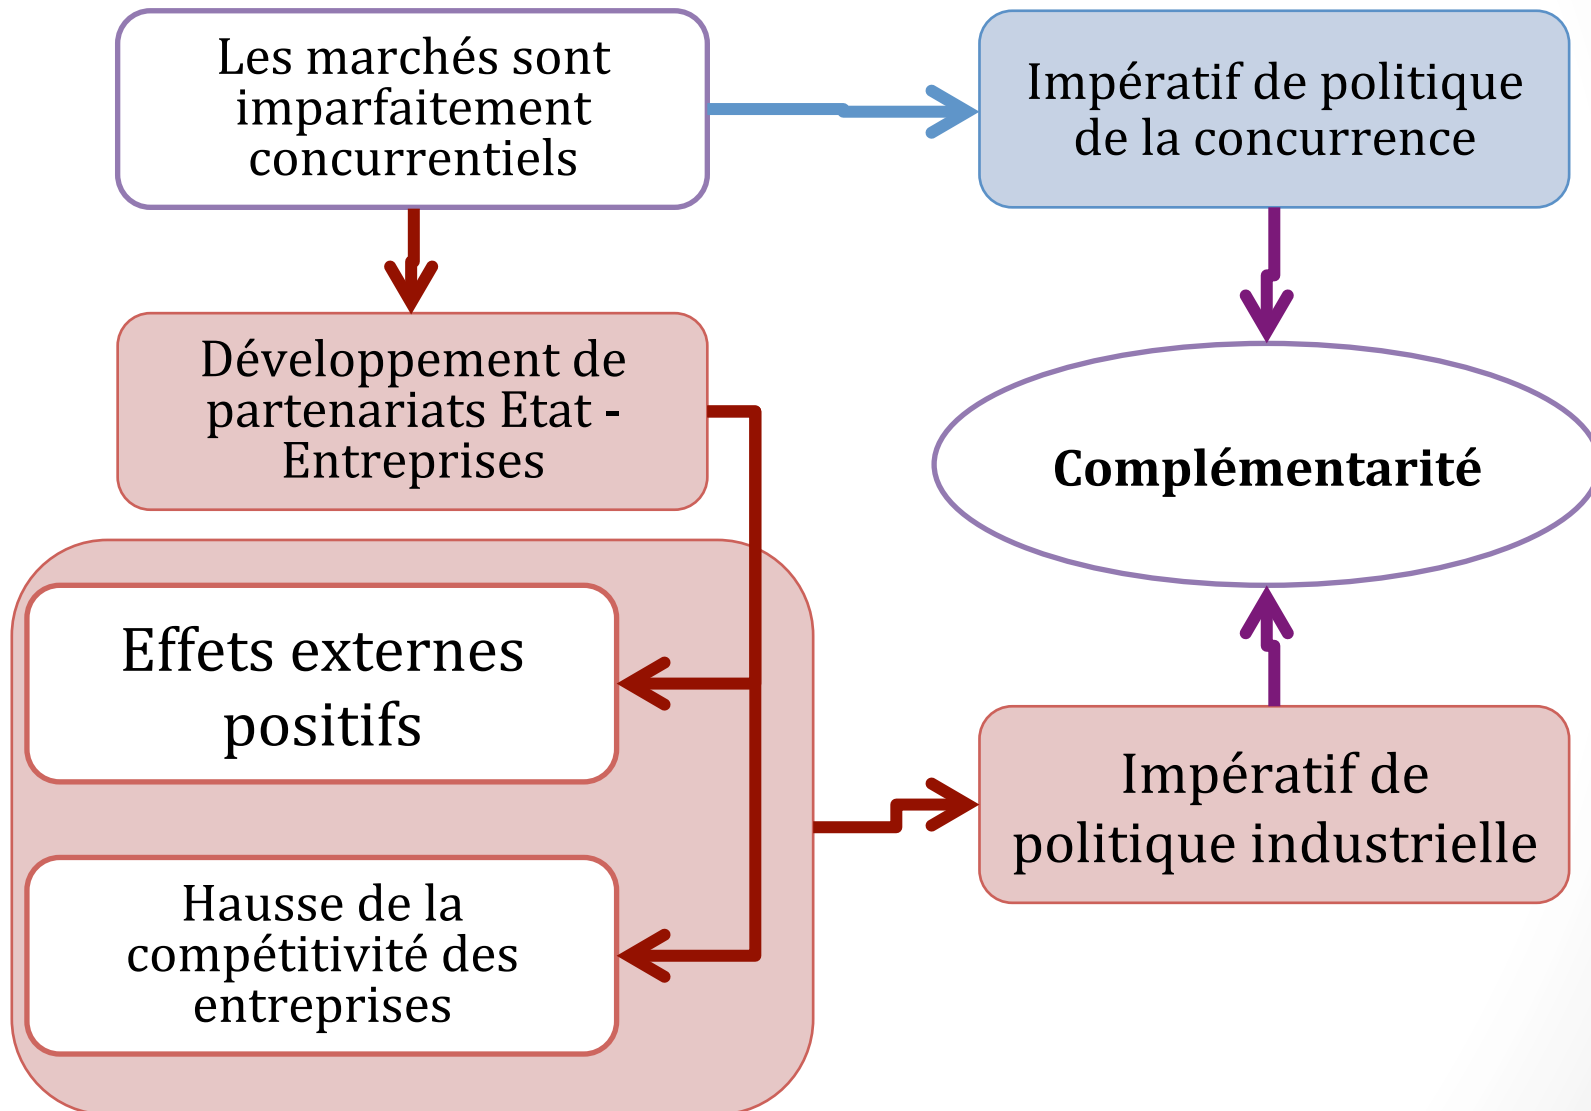 Les marchés sont
imparfaitement
concurrentiels
Impératif de politique
de la concurrence
Développement de
partenariats Etat -
Entreprises
Complémentarité
Effets externes
positifs
Impératif de
politique industrielle
Hausse de la
compétitivité des
entreprises